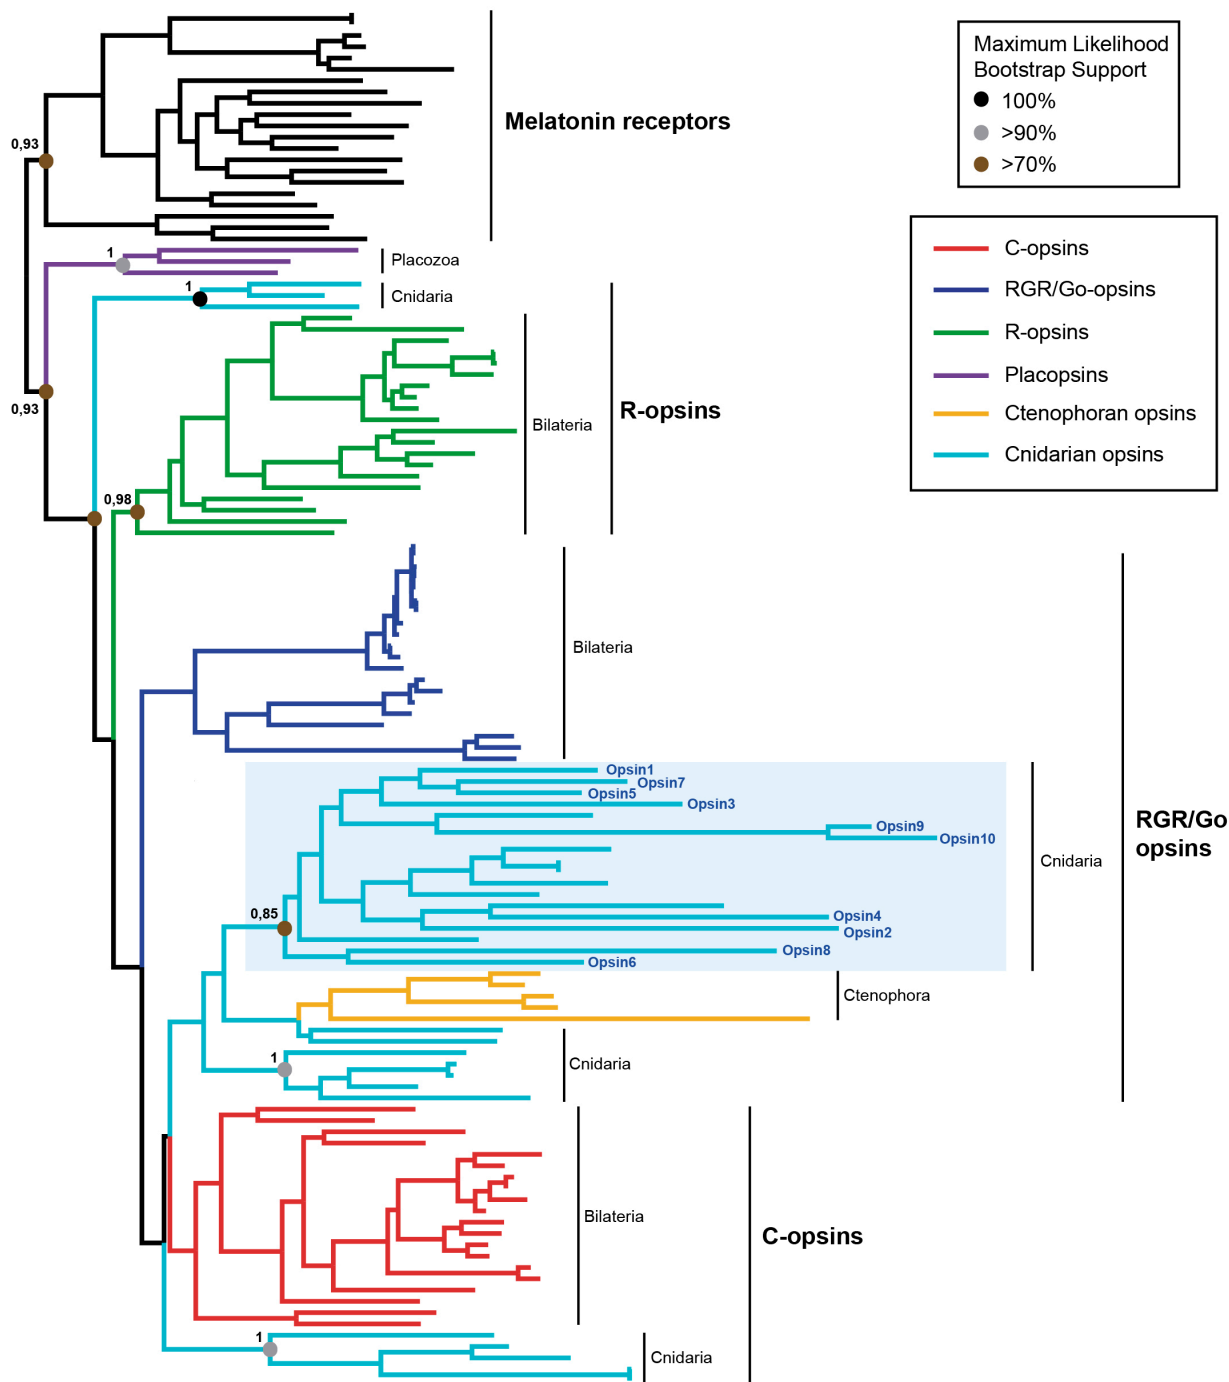 Maximum Likelihood
Bootstrap Support
100%
>90%
>70%
C-opsins
RGR/Go-opsins
R-opsins
Placopsins
Ctenophoran opsins
Cnidarian opsins
Melatonin receptors
0,93
1
Placozoa
1
Cnidaria
0,93
R-opsins
Bilateria
0,98
Bilateria
Opsin1
Opsin7
Opsin5
Opsin3
RGR/Go
opsins
Opsin9
Opsin10
Cnidaria
0,85
Opsin4
Opsin2
Opsin8
Opsin6
Ctenophora
1
Cnidaria
Bilateria
C-opsins
1
Cnidaria